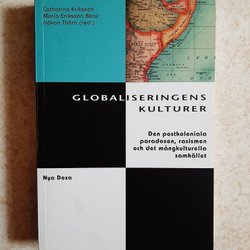 Catharina Eriksson
Maria Eriksson Baaz
Håkan Thörn (red.)
GLOBALISERINGENS
KULTURER
Den postkoloniala
paradoxen, rasismen
och det mångkulturella
samhället
Nya Doxa